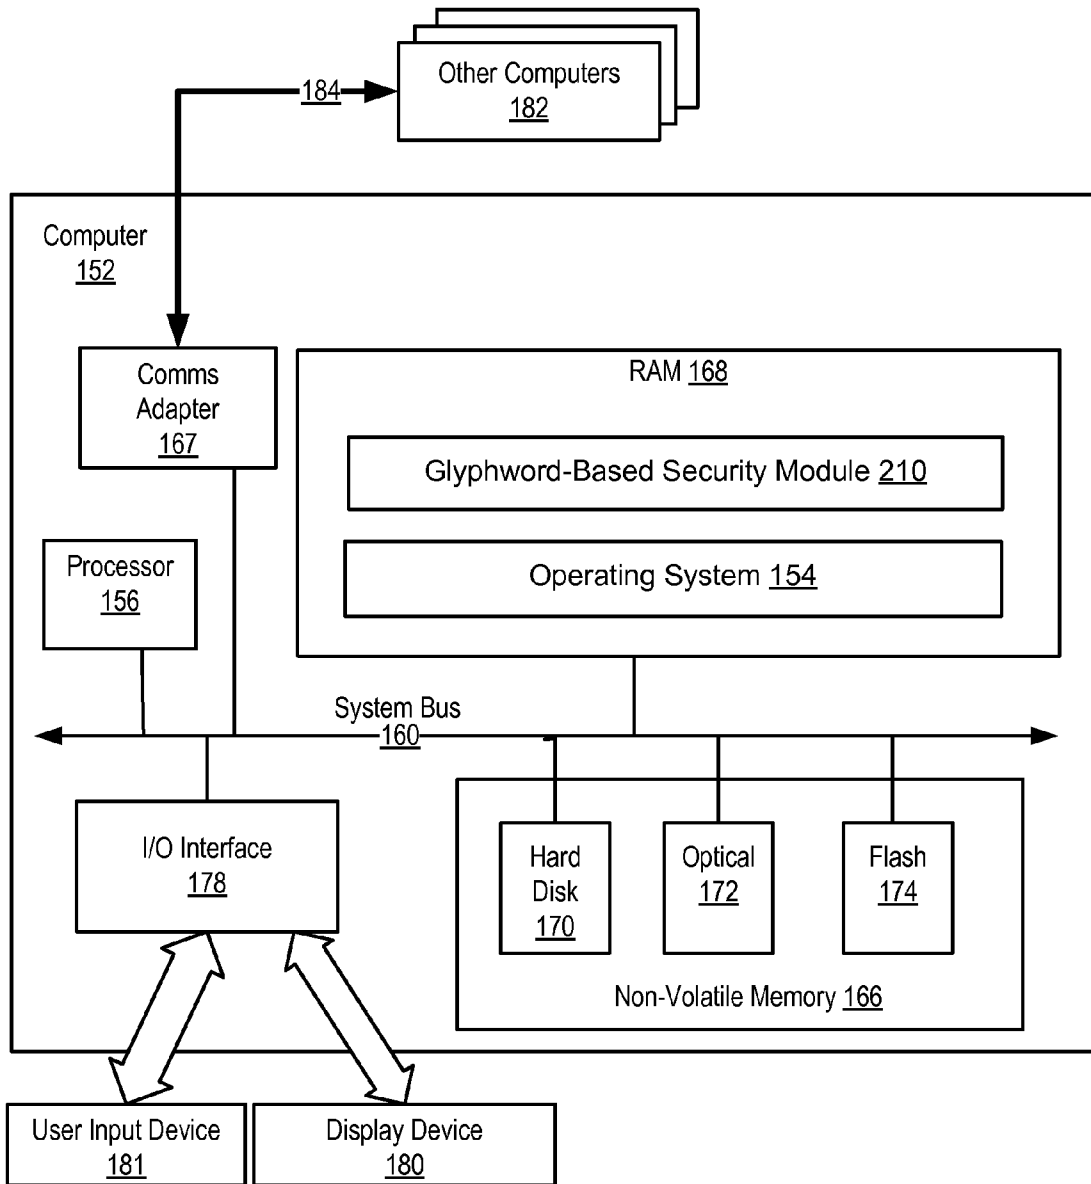 Other Computers
182
184
Computer
152
Comms
Adapter
167
RAM 168
Glyphword-Based Security Module 210
Operating System 154
Processor
156
System Bus
160
I/O Interface
178
Hard
Disk
170
Optical
172
Flash
174
Non-Volatile Memory 166
User Input Device
181
Display Device
180